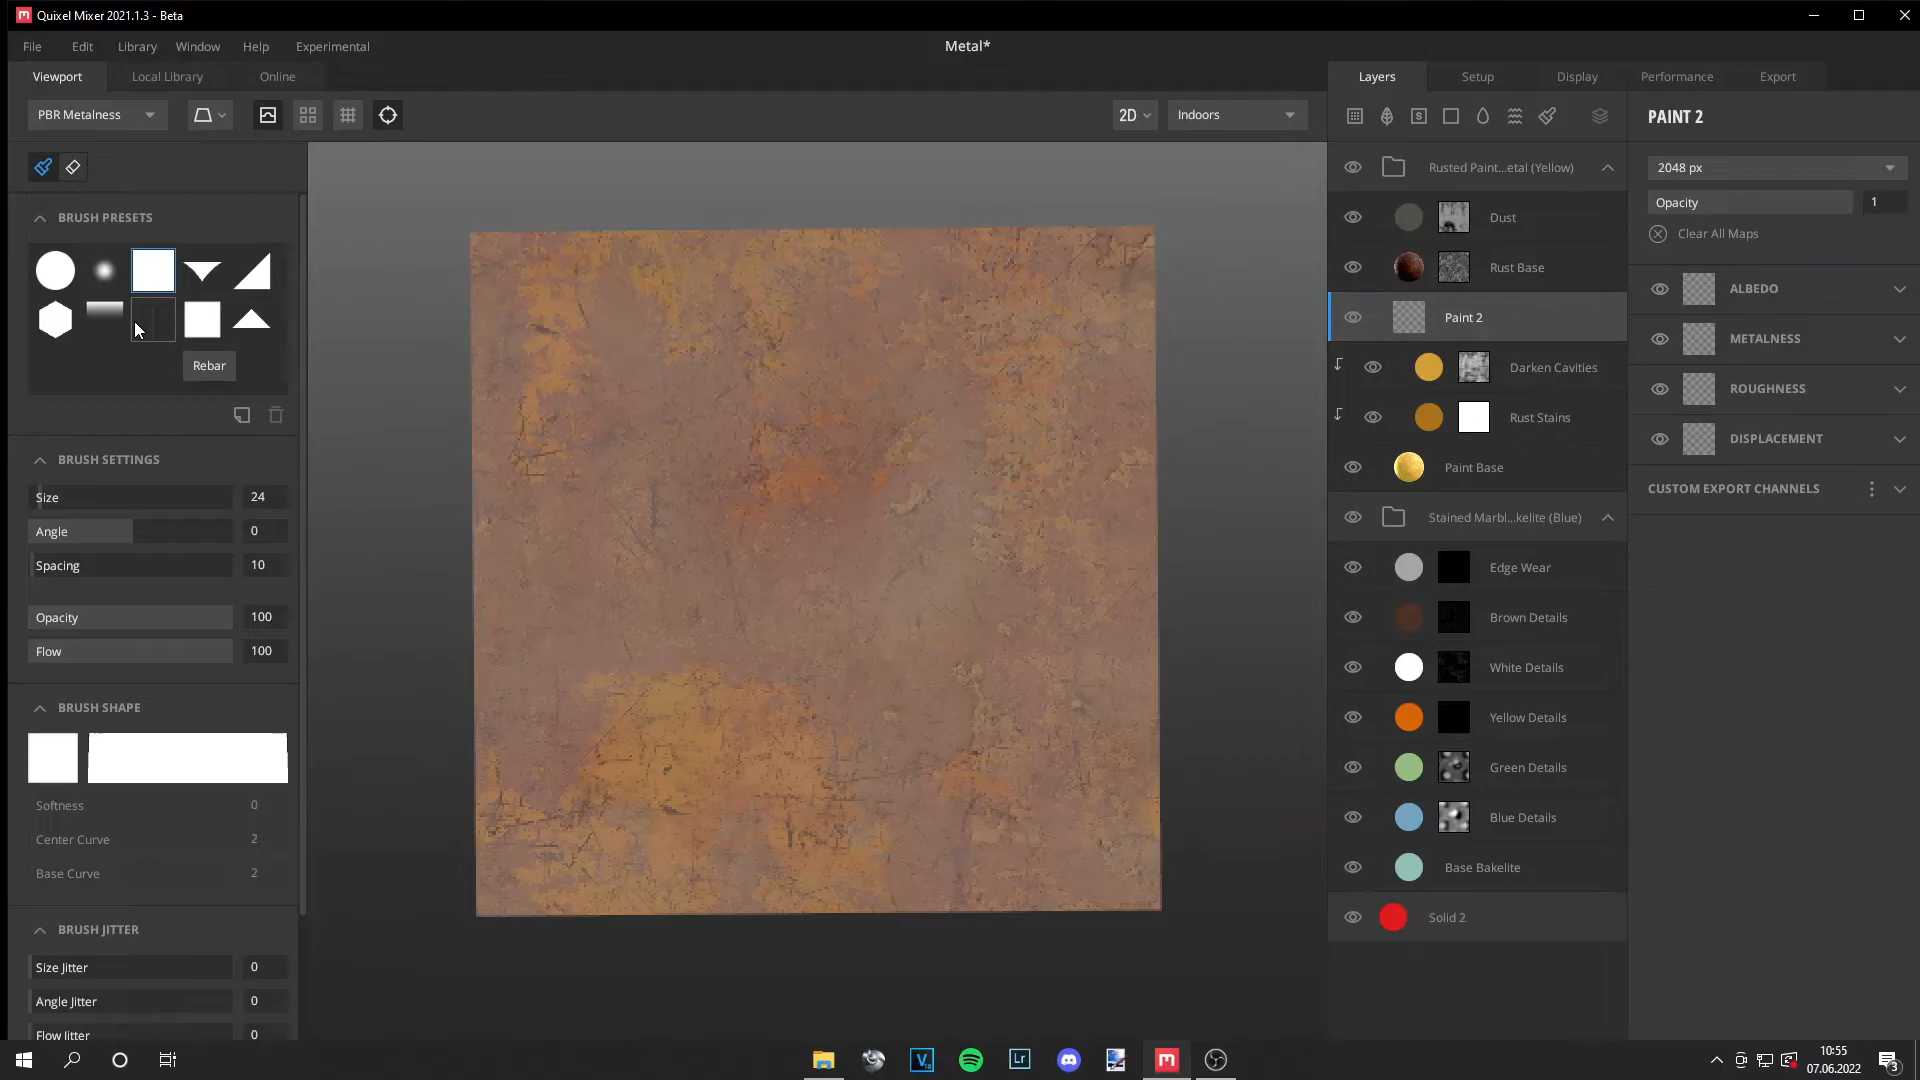 Quixel Mixer 2021.1.3 - Beta
File Edit Library Window Help Experimental
Metal*
Viewport Local Library Online
PBR Metalness
2D
Indoors
BRUSH PRESETS
Rebar
BRUSH SETTINGS
Size 24
Angle 0
Spacing 10
Opacity 100
Flow 100
BRUSH SHAPE
Softness 0
Center Curve 2
Base Curve 2
BRUSH JITTER
Size Jitter 0
Angle Jitter 0
Flow Jitter 0
Layers Setup Display Performance Export
S
Rusted Paint...etal (Yellow)
Dust
Rust Base
Paint 2
Darken Cavities
Rust Stains
Paint Base
Stained Marbl...kelite (Blue)
Edge Wear
Brown Details
White Details
Yellow Details
Green Details
Blue Details
Base Bakelite
Solid 2
PAINT 2
2048 px
Opacity 1
Clear All Maps
ALBEDO
METALNESS
ROUGHNESS
DISPLACEMENT
CUSTOM EXPORT CHANNELS
Lr
10:55
07.06.2022
3